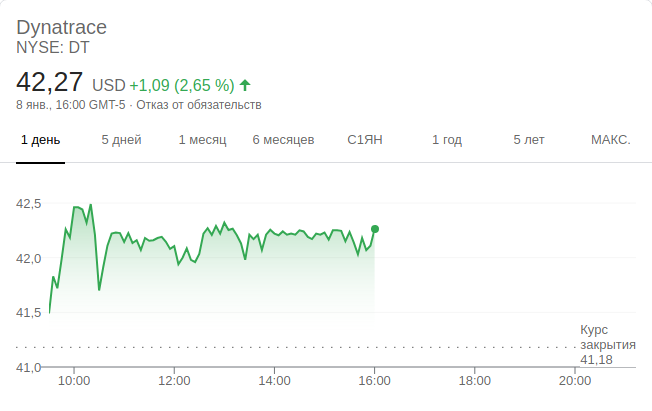 Dynatrace
NYSE: DT
42,27 USD +1,09 (2,65 %)
8 янв., 16:00 GMT-5 · Отказ от обязательств
1 день 5 дней 1 месяц 6 месяцев С1ЯН 1 год 5 лет МАКС.
42,5
42,0
41,5
Курс
закрытия
41,18
41,0
10:00 12:00 14:00 16:00 18:00 20:00